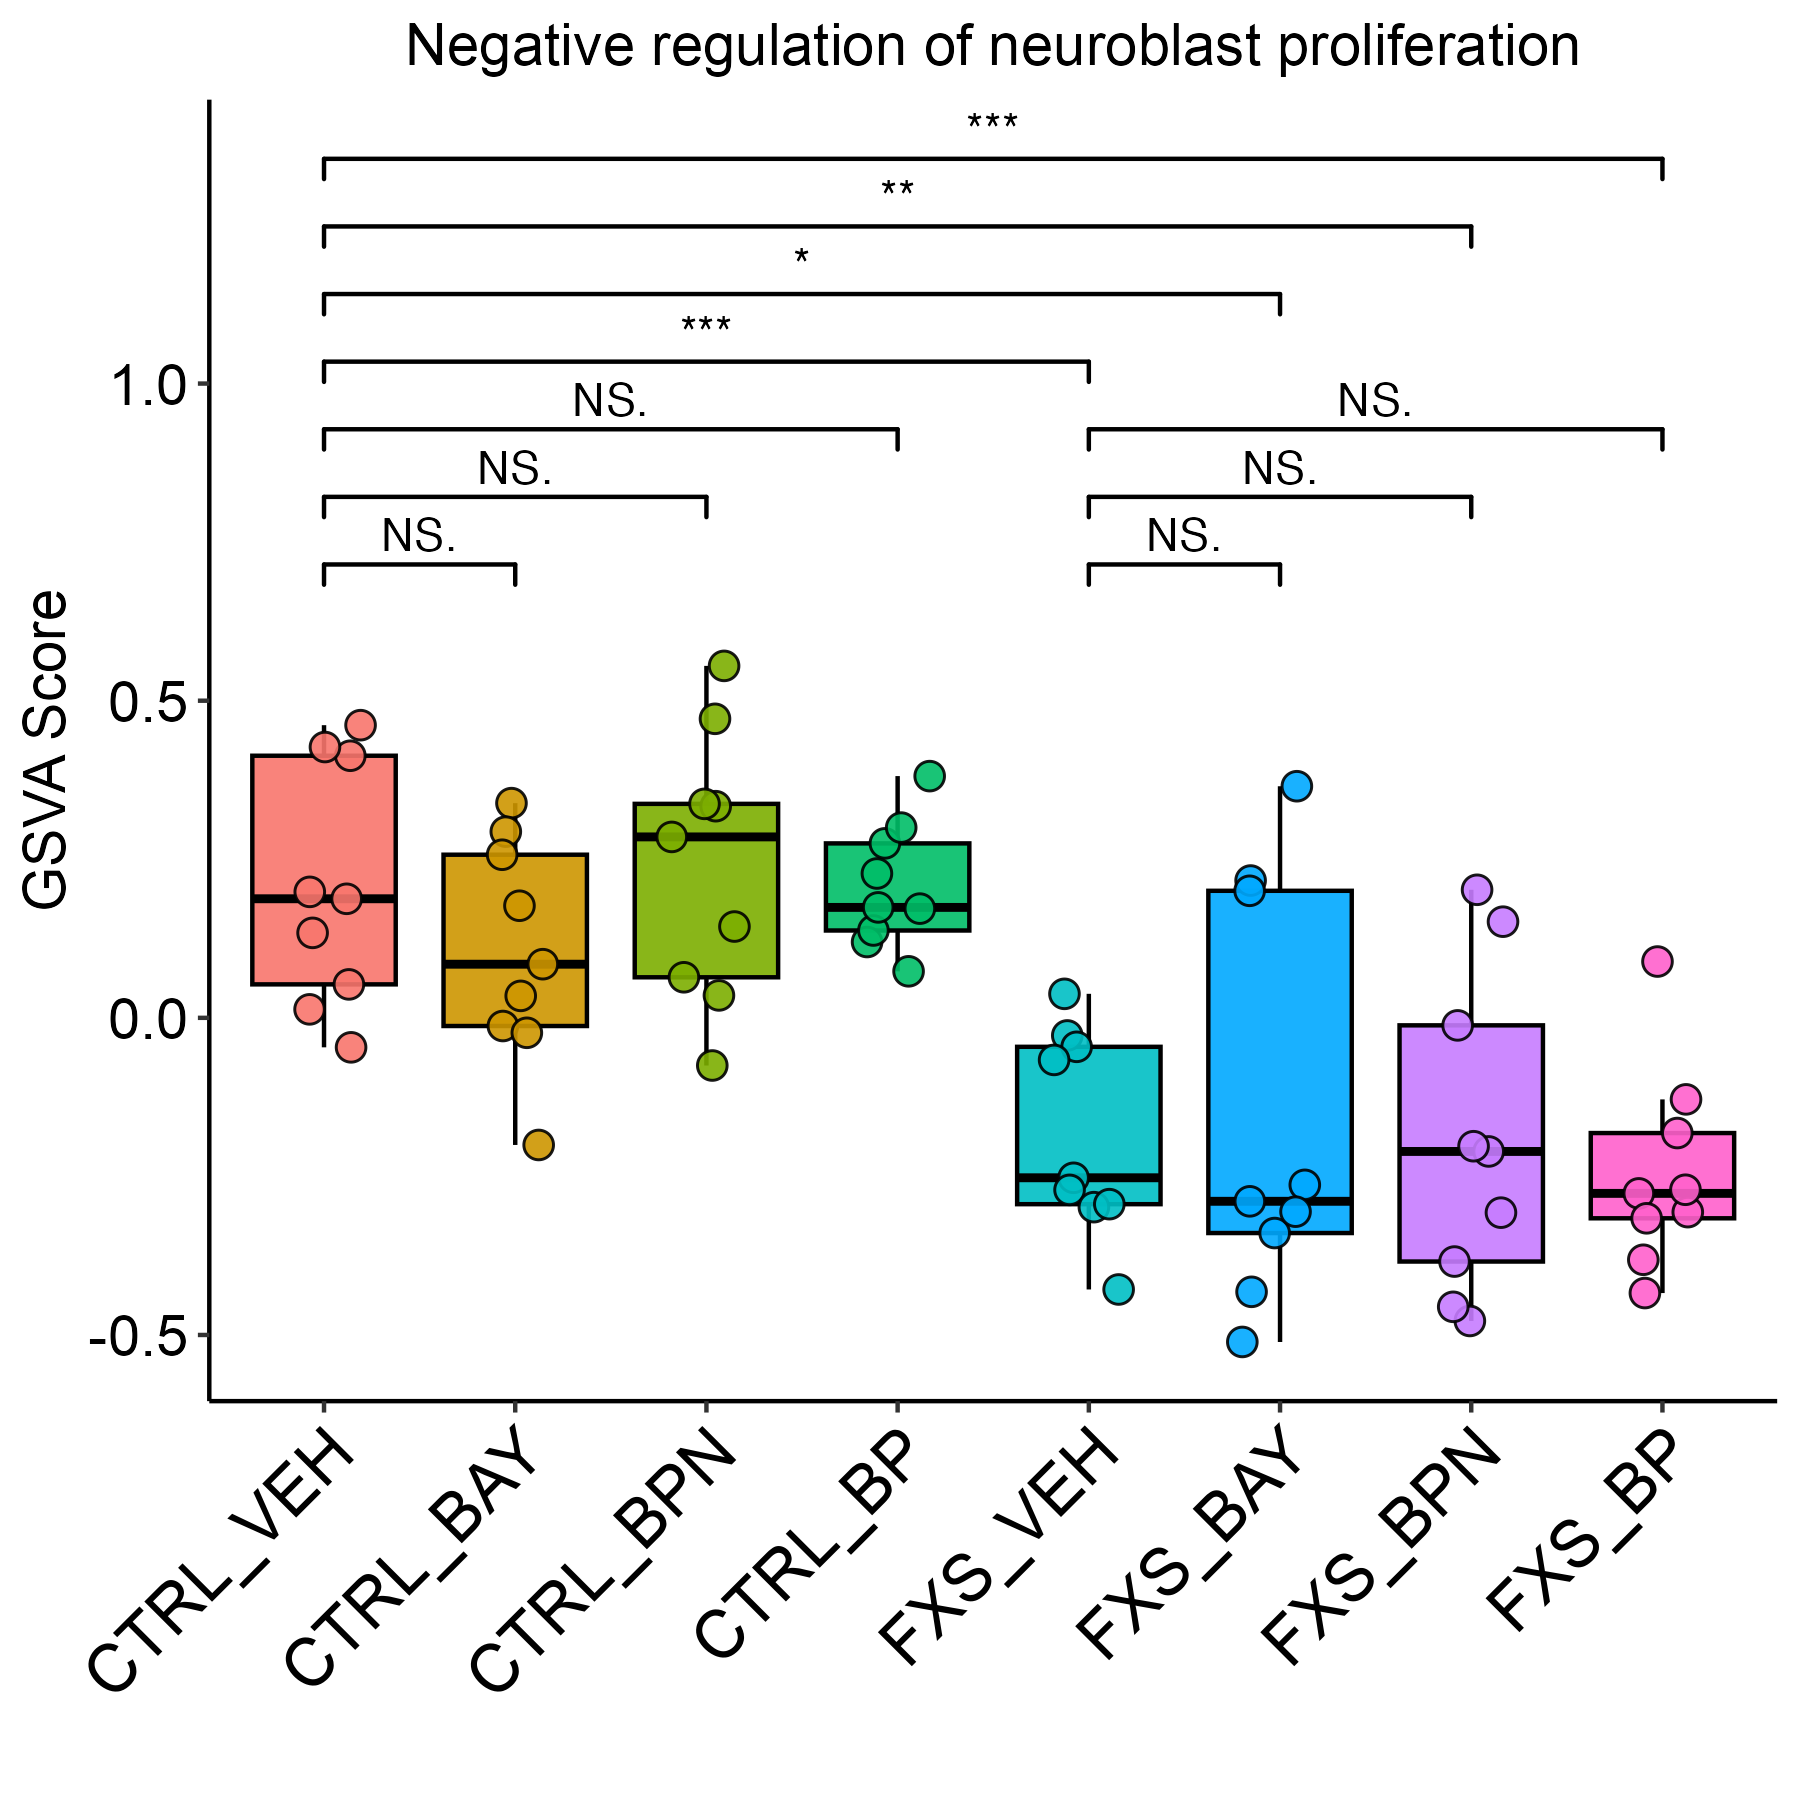 Negative regulation of neuroblast proliferation
***
**
*
***
NS. NS.
NS. NS.
NS. NS.
GSVA Score
1.0
0.5
0.0
-0.5
CTRL_VEH
CTRL_BAY
CTRL_BPN
CTRL_BP
FXS_VEH
FXS_BAY
FXS_BPN
FXS_BP